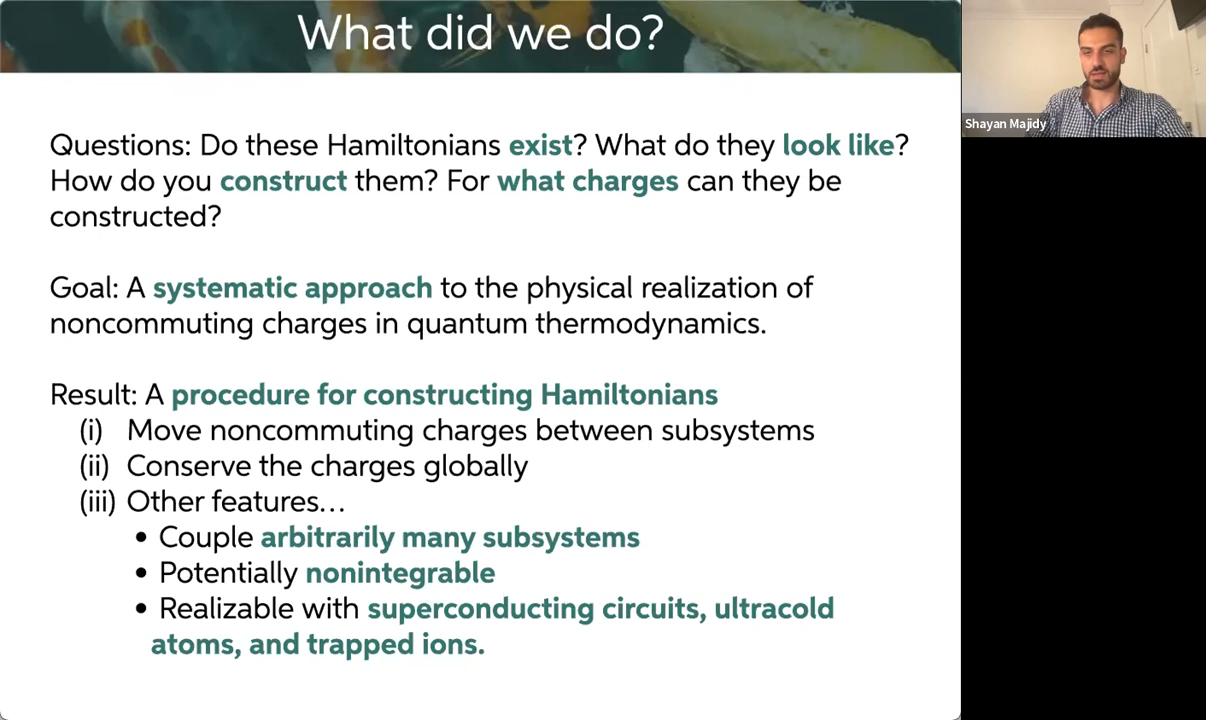 What did we do?
Questions: Do these Hamiltonians exist? What do they look like?
How do you construct them? For what charges can they be
constructed?
Goal: A systematic approach to the physical realization of
noncommuting charges in quantum thermodynamics.
Result: A procedure for constructing Hamiltonians
(i) Move noncommuting charges between subsystems
(ii) Conserve the charges globally
(iii) Other features…
• Couple arbitrarily many subsystems
• Potentially nonintegrable
• Realizable with superconducting circuits, ultracold
atoms, and trapped ions.
Shayan Majidy